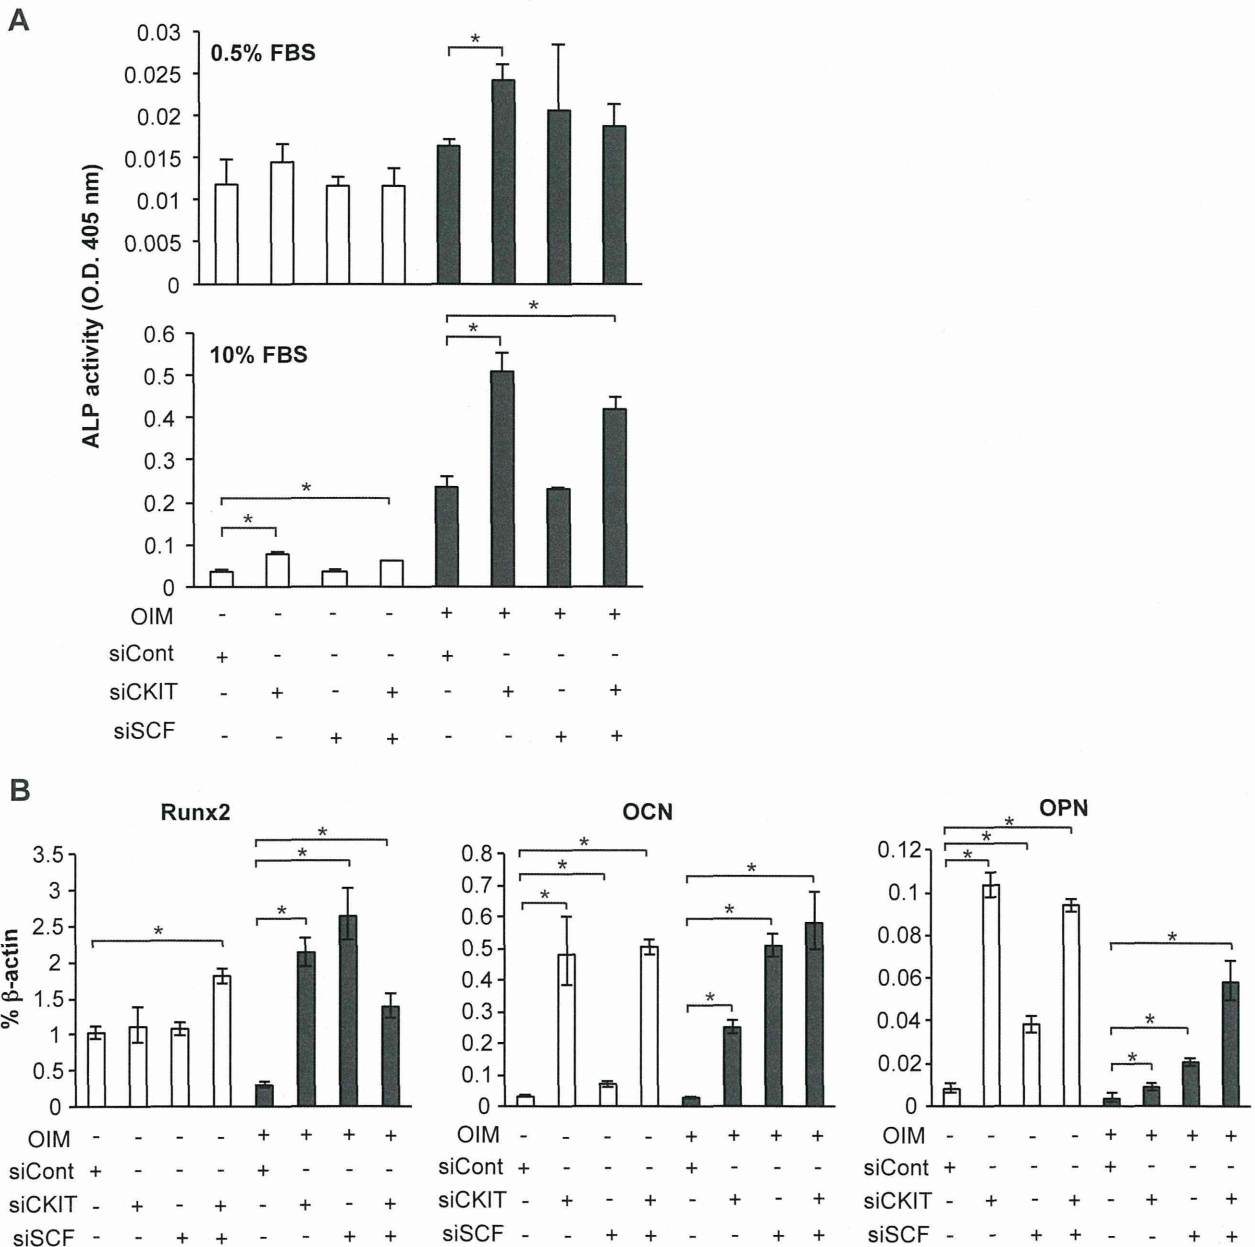 A
ALP activity (O.D. 405 nm)
0.5% FBS
*
0.03
0.025
0.02
0.015
0.01
0.005
0
10% FBS
* * * *
0.6
0.5
0.4
0.3
0.2
0.1
0
OIM - - - - + + + +
siCont + - - - + - - -
siCKIT - + - + - + - +
siSCF - - + + - - + +
B
% β-actin
Runx2
* * * *
3.5
3
2.5
2
1.5
1
0.5
0
OIM - - - - + + + +
siCont + - - - + - - -
siCKIT - + - + - + - +
siSCF - - + + - - + +
OCN
* * * * * *
0.8
0.7
0.6
0.5
0.4
0.3
0.2
0.1
0
OIM - - - - + + + +
siCont + - - - + - - -
siCKIT - + - + - + - +
siSCF - - + + - - + +
OPN
* * * * * *
0.12
0.1
0.08
0.06
0.04
0.02
0
OIM - - - - + + + +
siCont + - - - + - - -
siCKIT - + - + - + - +
siSCF - - + + - - + +